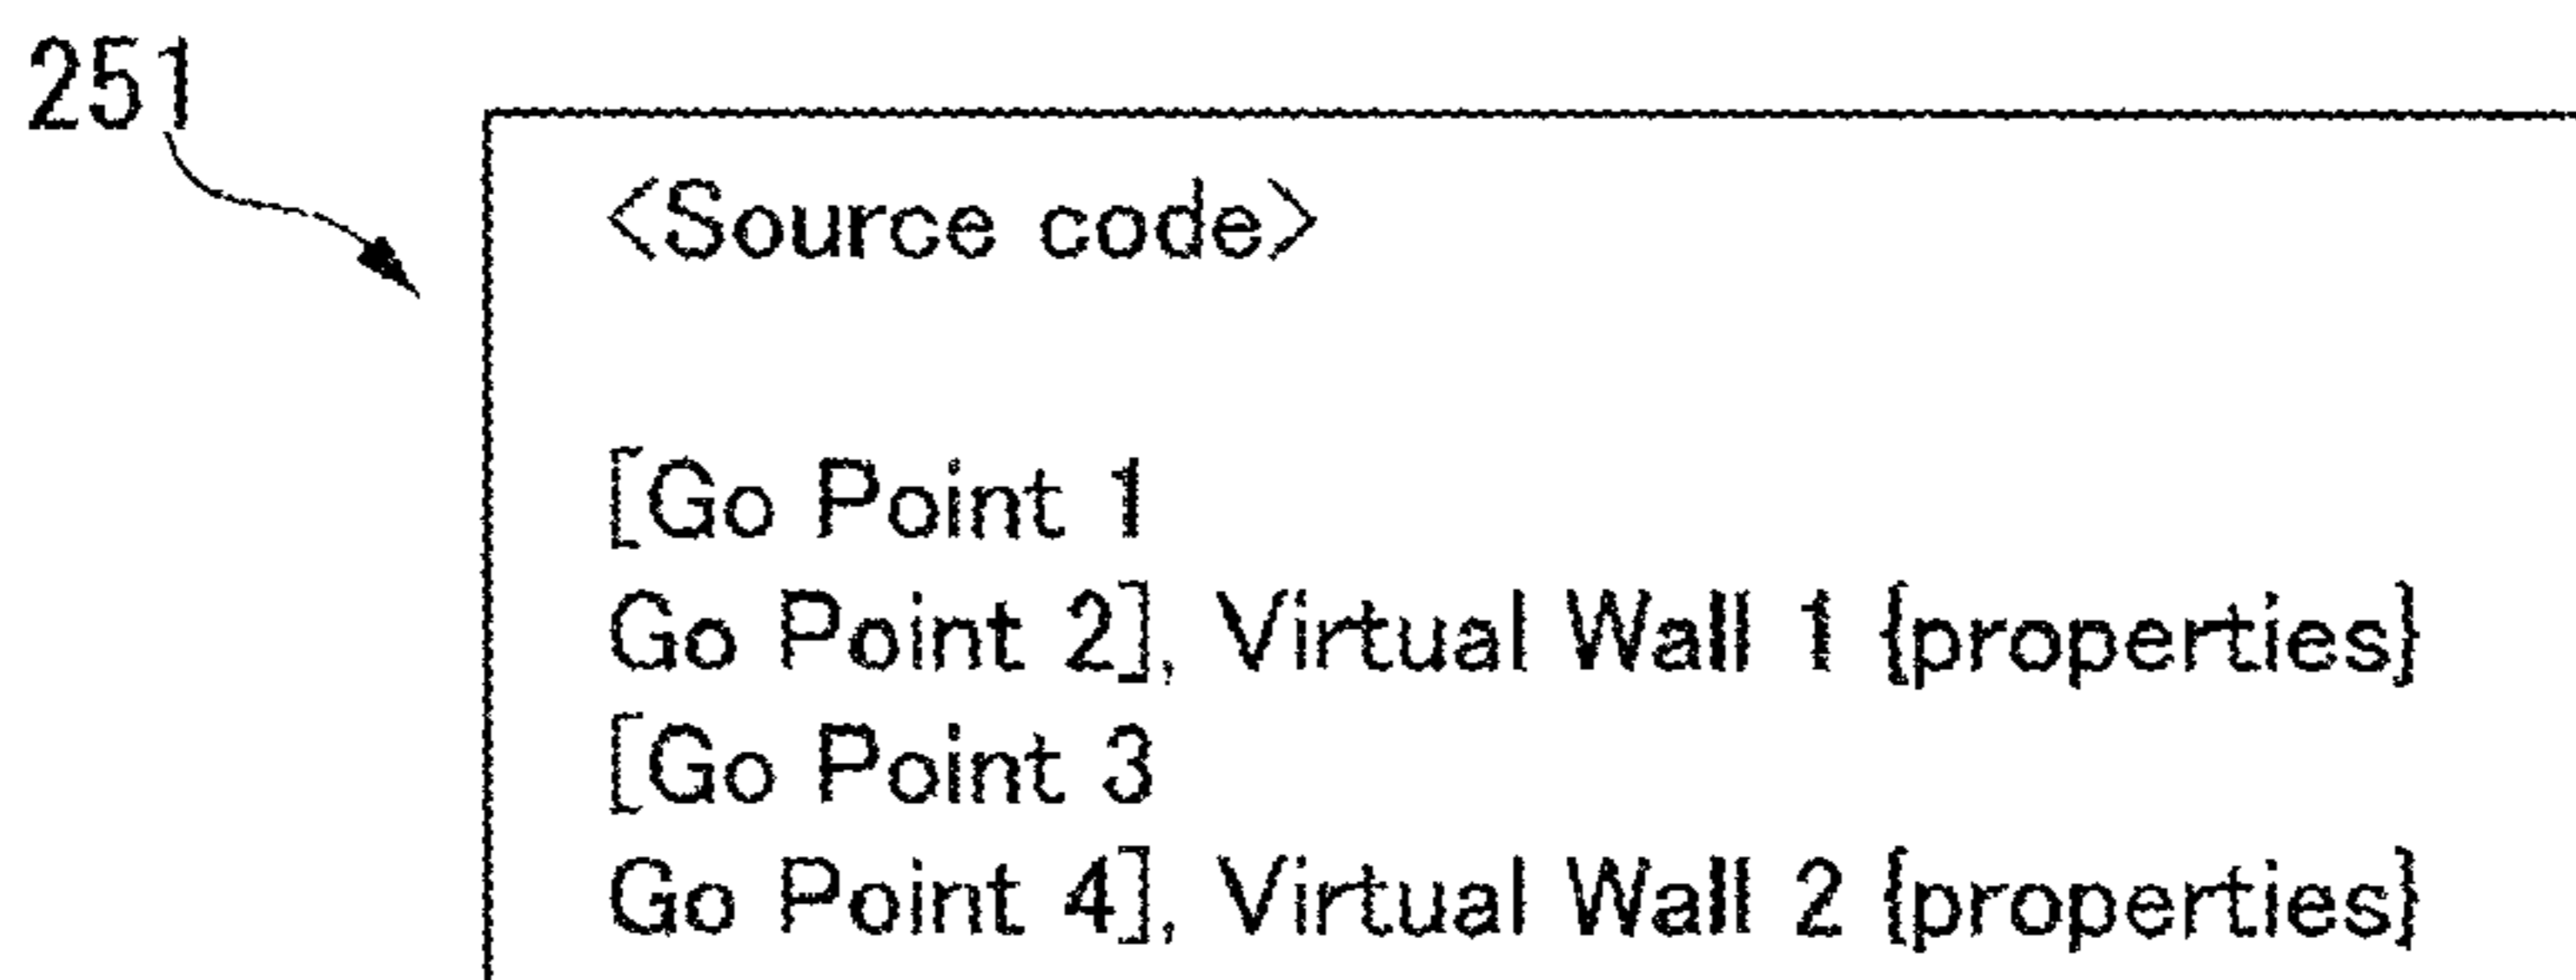 251
<Source code>
[Go Point 1
Go Point 2], Virtual Wall 1 {properties}
[Go Point 3
Go Point 4], Virtual Wall 2 {properties}